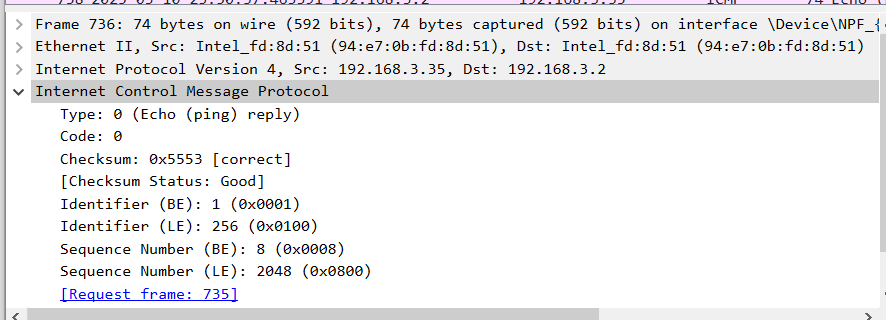 Frame 736: 74 bytes on wire (592 bits), 74 bytes captured (592 bits) on interface \Device\NPF_{
Ethernet II, Src: Intel_fd:8d:51 (94:e7:0b:fd:8d:51), Dst: Intel_fd:8d:51 (94:e7:0b:fd:8d:51)
Internet Protocol Version 4, Src: 192.168.3.35, Dst: 192.168.3.2
Internet Control Message Protocol
Type: 0 (Echo (ping) reply)
Code: 0
Checksum: 0x5553 [correct]
[Checksum Status: Good]
Identifier (BE): 1 (0x0001)
Identifier (LE): 256 (0x0100)
Sequence Number (BE): 8 (0x0008)
Sequence Number (LE): 2048 (0x0800)
[Request frame: 735]